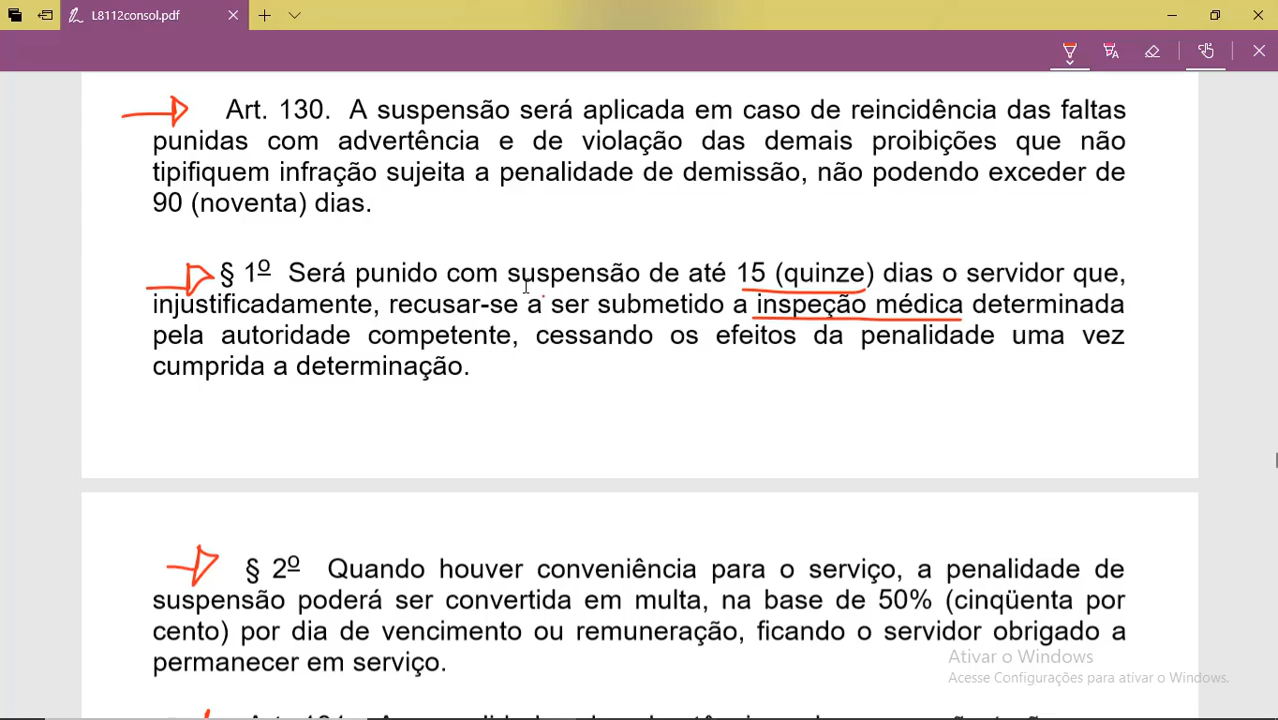 L8112consol.pdf
Art. 130. A suspensão será aplicada em caso de reincidência das faltas
punidas com advertência e de violação das demais proibições que não
tipifiquem infração sujeita a penalidade de demissão, não podendo exceder de
90 (noventa) dias.
§ 1º Será punido com suspensão de até 15 (quinze) dias o servidor que,
injustificadamente, recusar-se a ser submetido a inspeção médica determinada
pela autoridade competente, cessando os efeitos da penalidade uma vez
cumprida a determinação.
§ 2º Quando houver conveniência para o serviço, a penalidade de
suspensão poderá ser convertida em multa, na base de 50% (cinqüenta por
cento) por dia de vencimento ou remuneração, ficando o servidor obrigado a
permanecer em serviço.
Ativar o Windows
Acesse Configurações para ativar o Windows.